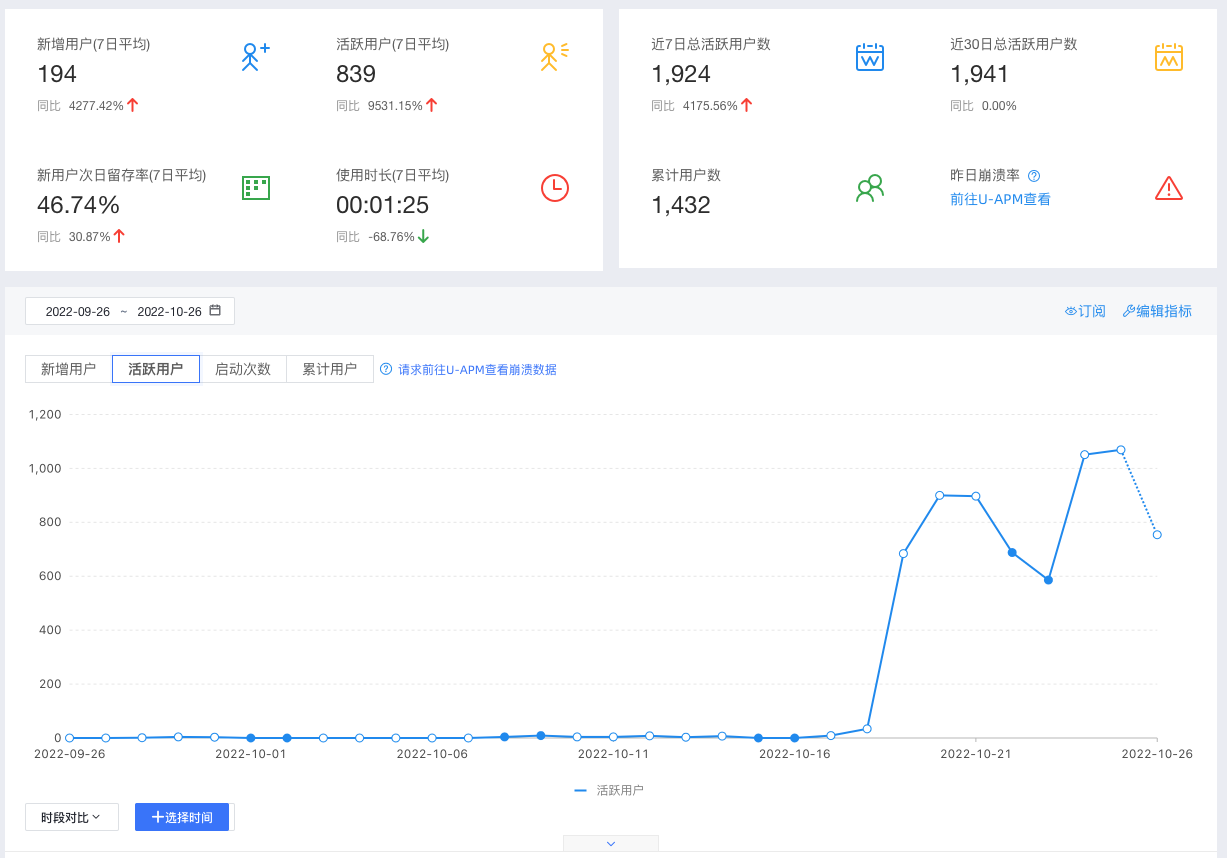 新增用户(7日平均)
194
同比 4277.42%
活跃用户(7日平均)
839
同比 9531.15%
近7日总活跃用户数
1,924
同比 4175.56%
近30日总活跃用户数
1,941
同比 0.00%
新用户次日留存率(7日平均)
46.74%
同比 30.87%
使用时长(7日平均)
00:01:25
同比 -68.76%
累计用户数
1,432
昨日崩溃率
前往U-APM查看
2022-09-26 ~ 2022-10-26
订阅 编辑指标
新增用户 活跃用户 启动次数 累计用户 请求前往U-APM查看崩溃数据
1,200
1,000
800
600
400
200
0
2022-09-26 2022-10-01 2022-10-06 2022-10-11 2022-10-16 2022-10-21 2022-10-26
活跃用户
时段对比 选择时间